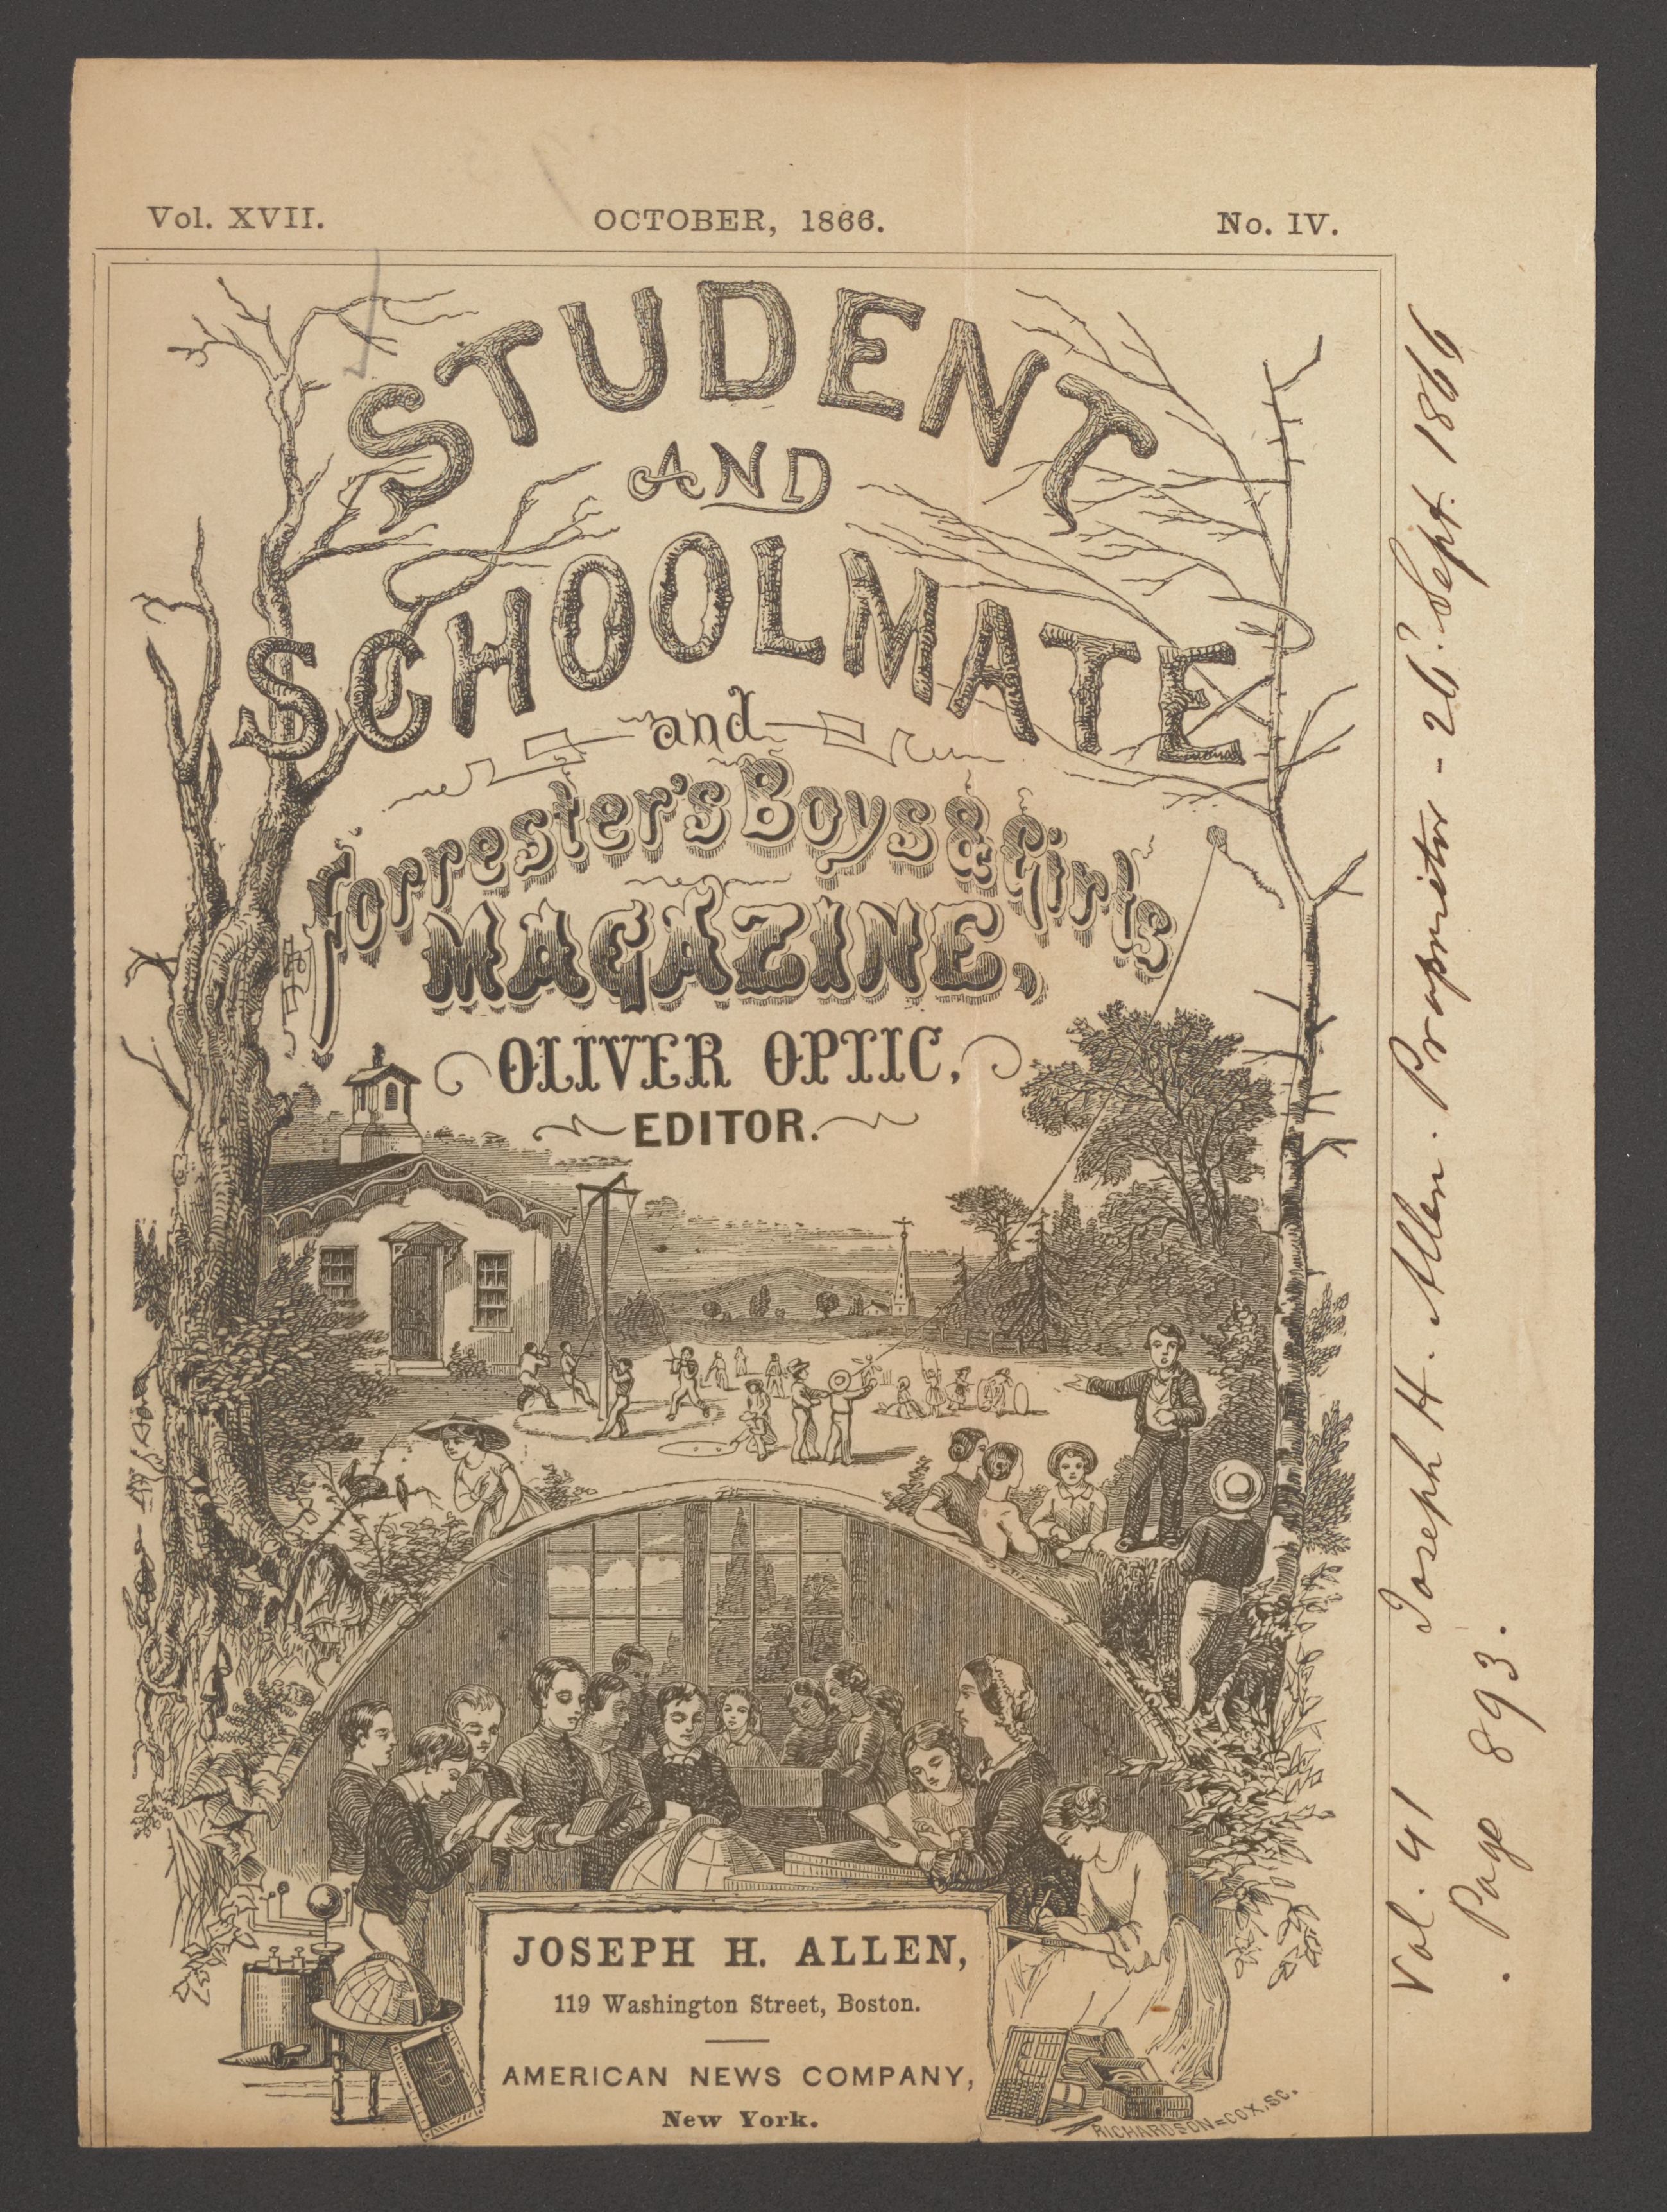 Vol. XVII. OCTOBER, 1866. No. IV.
STUDENT
AND
SCHOOLMATE
and
Forrester's Boys & Girls
MAGAZINE,
OLIVER OPTIC,
EDITOR.
JOSEPH H. ALLEN,
119 Washington Street, Boston.
AMERICAN NEWS COMPANY,
New York.
RICHARDSON=COX.SC.
Vol. 41 Joseph H. Allen. Proprietor - 26. Sept. 1866
. Page 893.